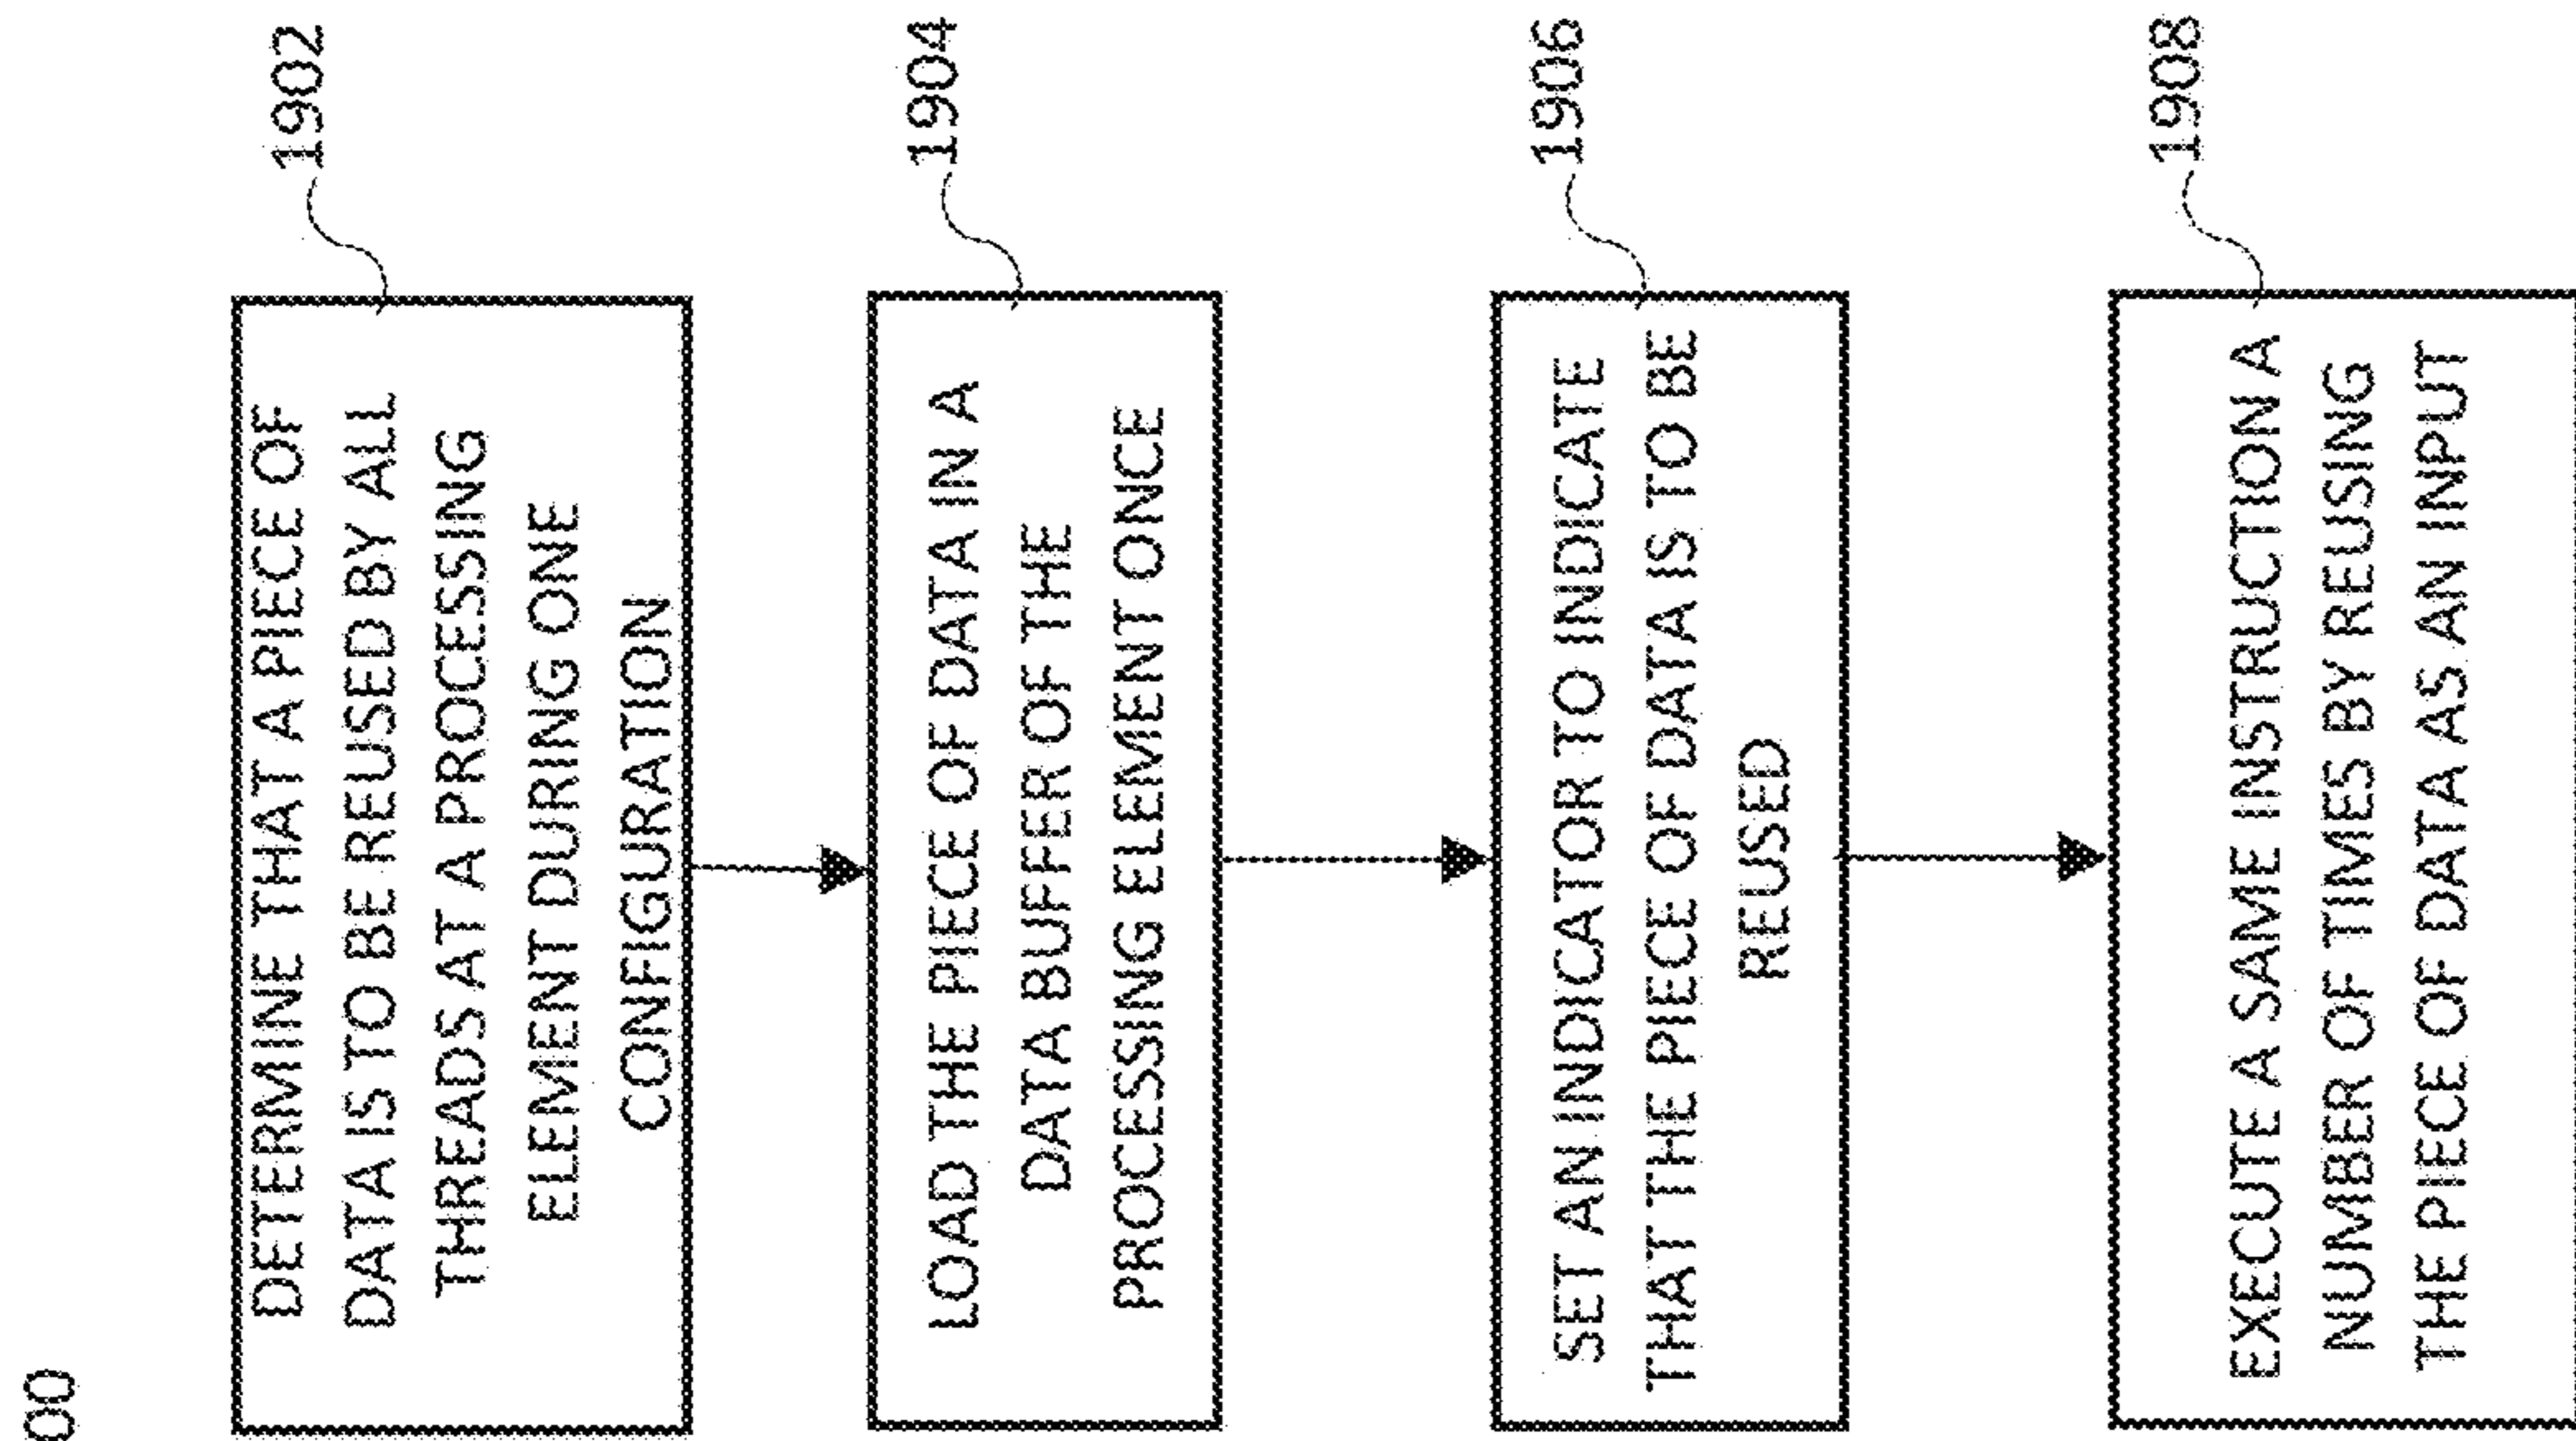 00
DETERMINE THAT A PIECE OF
DATA IS TO BE REUSED BY ALL
THREADS AT A PROCESSING
ELEMENT DURING ONE
CONFIGURATION
1902
LOAD THE PIECE OF DATA IN A
DATA BUFFER OF THE
PROCESSING ELEMENT ONCE
1904
SET AN INDICATOR TO INDICATE
THAT THE PIECE OF DATA IS TO BE
REUSED
1906
EXECUTE A SAME INSTRUCTION A
NUMBER OF TIMES BY REUSING
THE PIECE OF DATA AS AN INPUT
1908